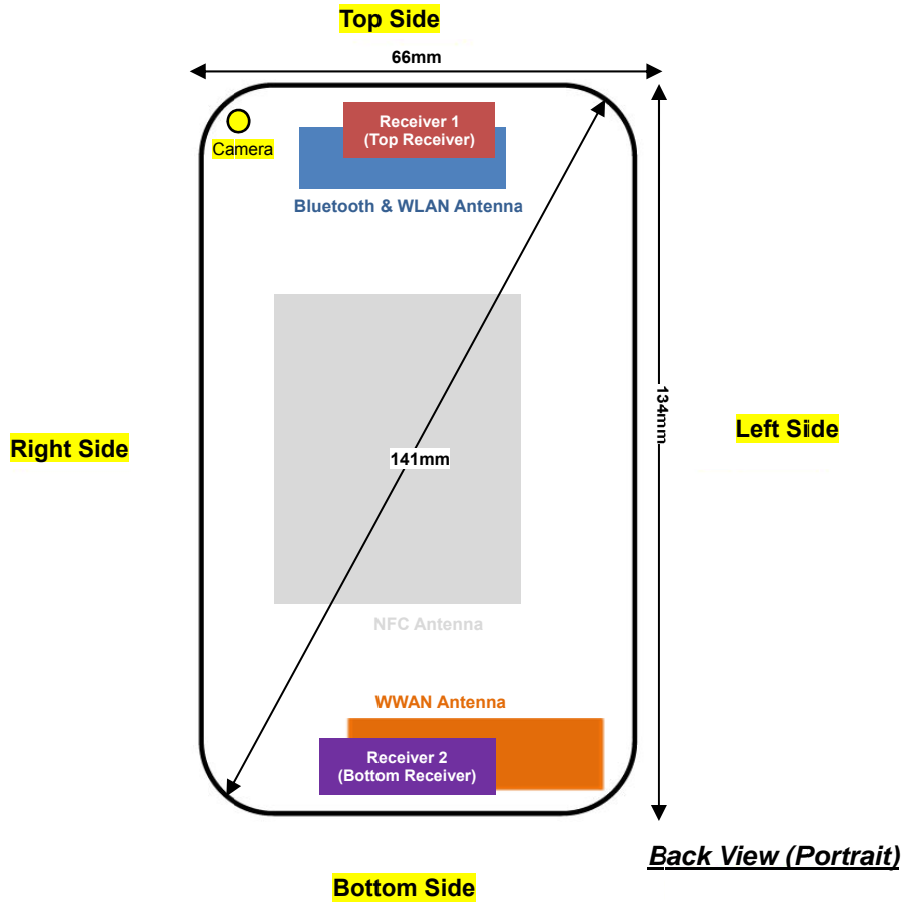 Top Side
66mm
Receiver 1
(Top Receiver)
Camera
Bluetooth & WLAN Antenna
134mm
Right Side
Left Side
141mm
NFC Antenna
WWAN Antenna
Receiver 2
(Bottom Receiver)
Back View (Portrait)
Bottom Side